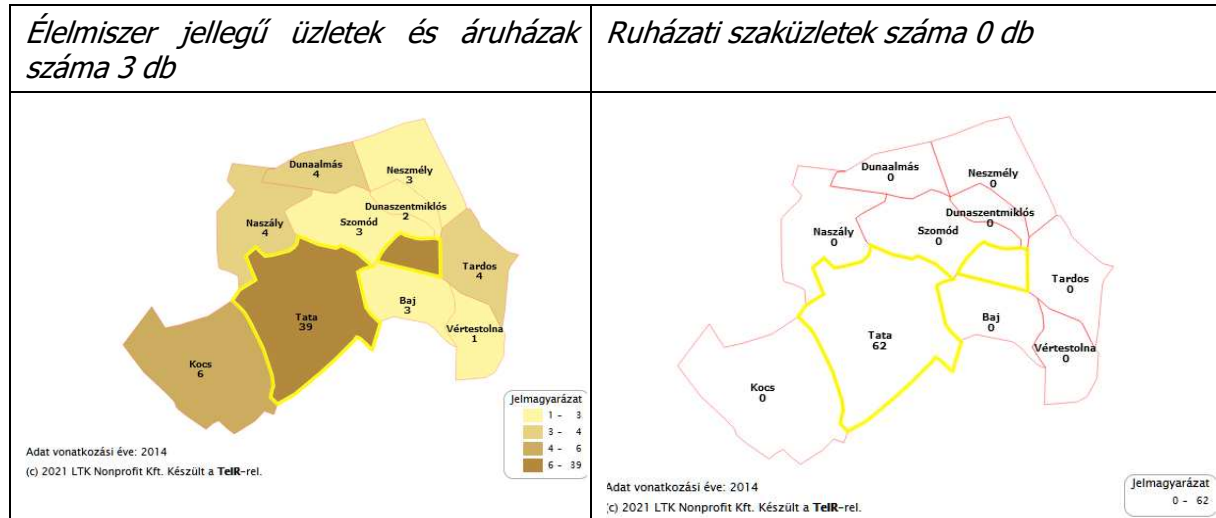 Élelmiszer jellegű üzletek és áruházak
száma 3 db
Ruházati szaküzletek száma 0 db
Dunaalmás
4
Neszmély
3
Dunaszentmiklós
2
Naszály
4
Szomód
3
Tardos
4
Tata
39
Baj
3
Vértestolna
1
Kocs
6
Jelmagyarázat
1 - 3
3 - 4
4 - 6
6 - 39
Adat vonatkozási éve: 2014
(c) 2021 LTK Nonprofit Kft. Készült a TeIR-rel.
Dunaalmás
0
Neszmély
0
Dunaszentmiklós
0
Naszály
0
Szomód
0
Tardos
0
Tata
62
Baj
0
Vértestolna
0
Kocs
0
Adat vonatkozási éve: 2014
(c) 2021 LTK Nonprofit Kft. Készült a TeIR-rel.
Jelmagyarázat
0 - 62